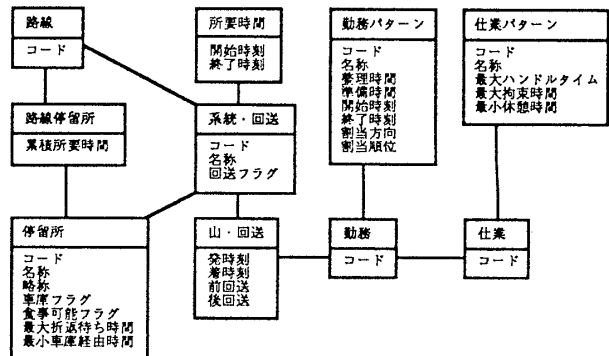 路線
コード
所要時間
開始時刻
終了時刻
勤務パターン
コード
名称
整理時間
準備時間
開始時刻
終了時刻
割当方向
割当順位
仕業パターン
コード
名称
最大ハンドルタイム
最大拘束時間
最小休憩時間
路線停留所
累積所要時間
系統・回送
コード
名称
回送フラグ
停留所
コード
名称
略称
車庫フラグ
食事可能フラグ
最大折返待ち時間
最小車庫経由時間
山・回送
発時刻
着時刻
前回送
後回送
勤務
コード
仕業
コード